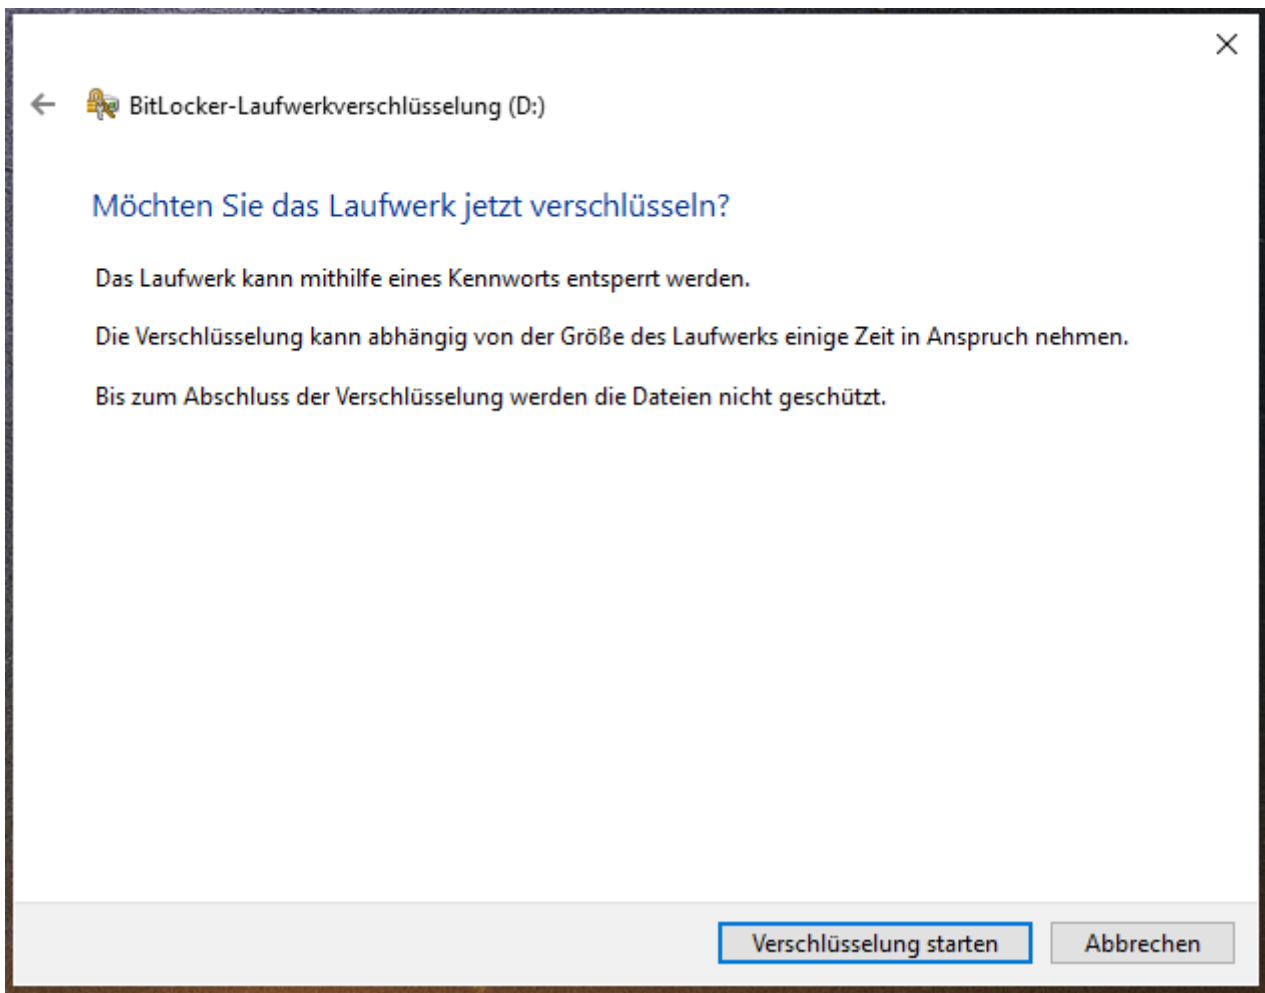 BitLocker-Laufwerkverschlüsselung (D:)
Möchten Sie das Laufwerk jetzt verschlüsseln?
Das Laufwerk kann mithilfe eines Kennworts entsperrt werden.
Die Verschlüsselung kann abhängig von der Größe des Laufwerks einige Zeit in Anspruch nehmen.
Bis zum Abschluss der Verschlüsselung werden die Dateien nicht geschützt.
Verschlüsselung starten
Abbrechen